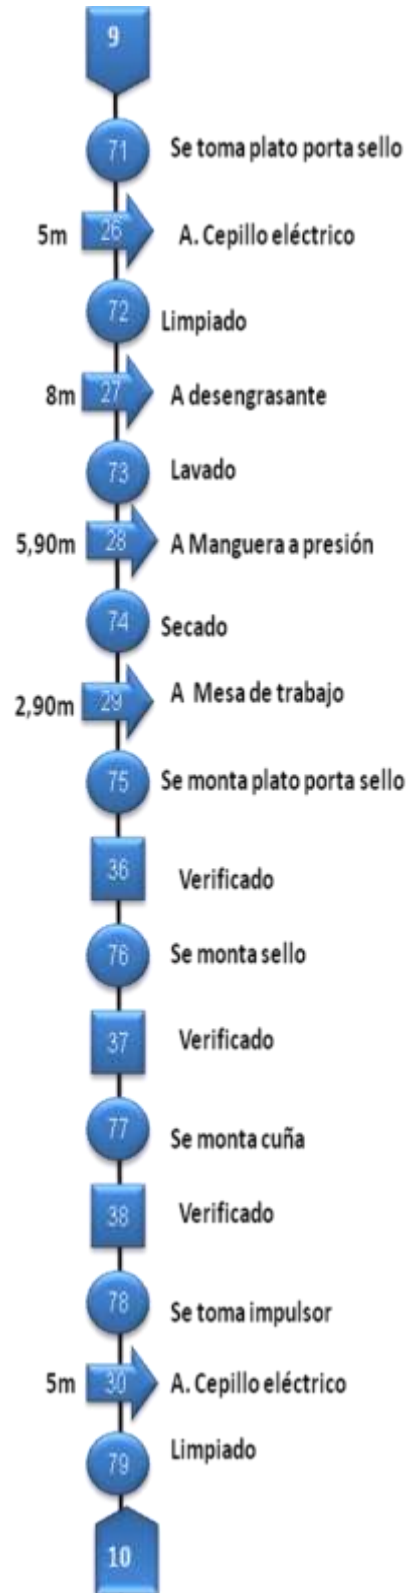 9
71 Se toma plato porta sello
5m 26 A. Cepillo eléctrico
72 Limpiado
8m 27 A desengrasante
73 Lavado
5,90m 28 A Manguera a presión
74 Secado
2,90m 29 A Mesa de trabajo
75 Se monta plato porta sello
36 Verificado
76 Se monta sello
37 Verificado
77 Se monta cuña
38 Verificado
78 Se toma impulsor
5m 30 A. Cepillo eléctrico
79 Limpiado
10